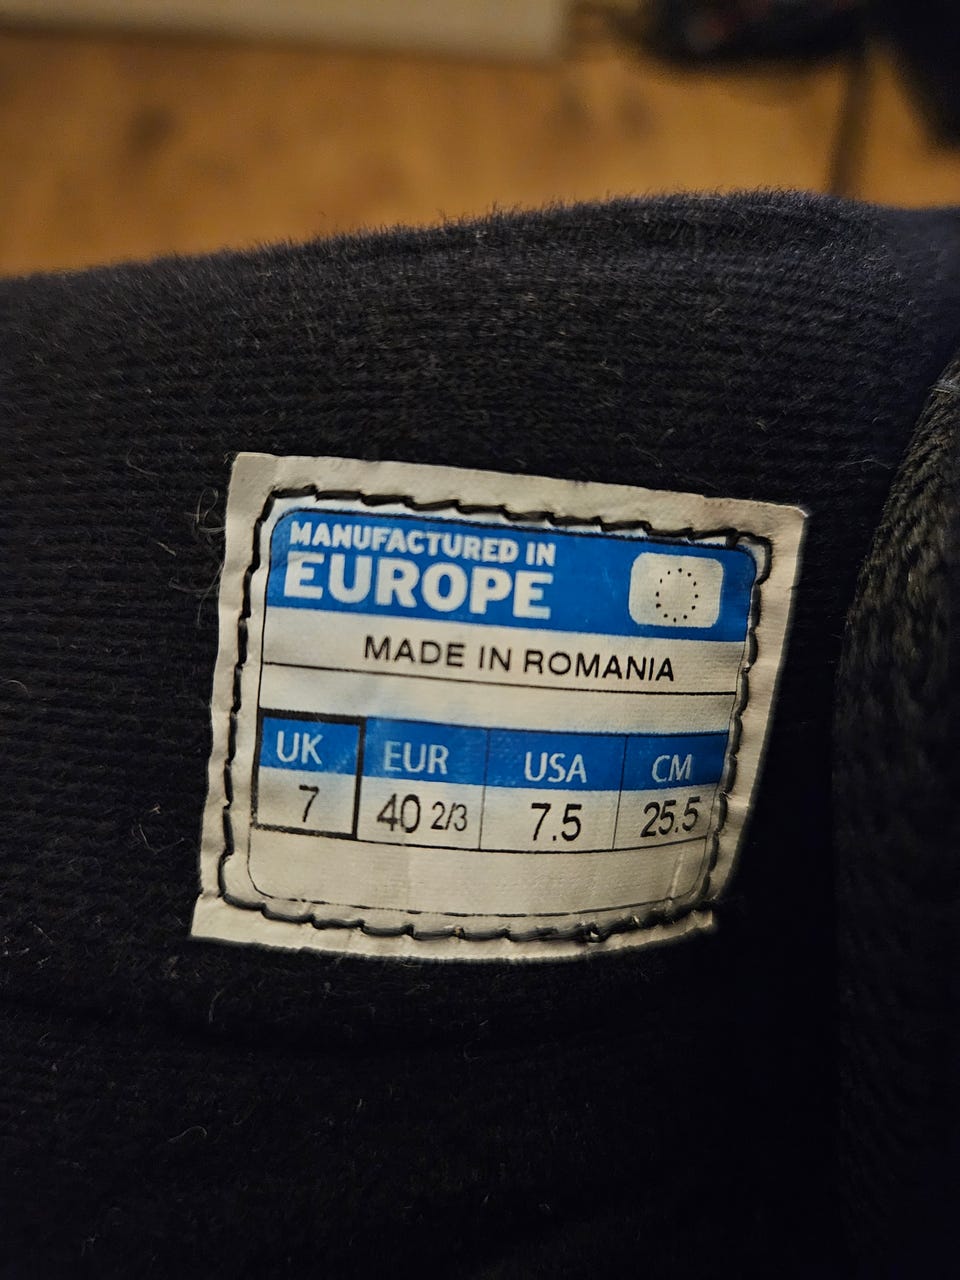 MANUFACTURED IN
EUROPE
MADE IN ROMANIA
UK EUR USA CM
7 40 2/3 7.5 25.5